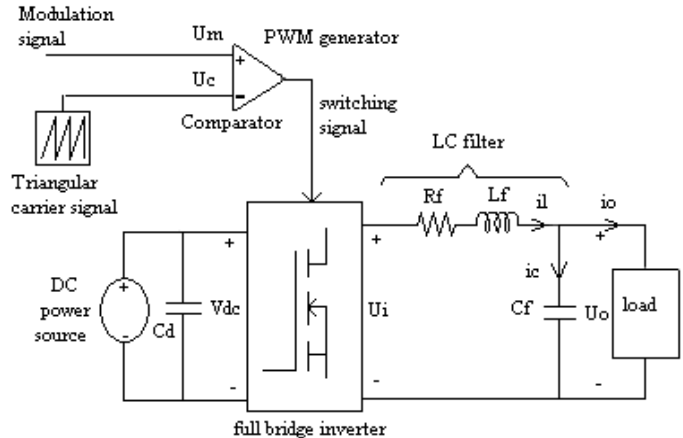 Modulation
signal
Um
PWM generator
+
Uc
-
Comparator
switching
signal
Triangular
carrier signal
LC filter
Rf
Lf
il
io
+
+
+
DC
power
source
+
-
Cd
Vdc
Ui
ic
Cf
Uo
load
-
-
-
full bridge inverter